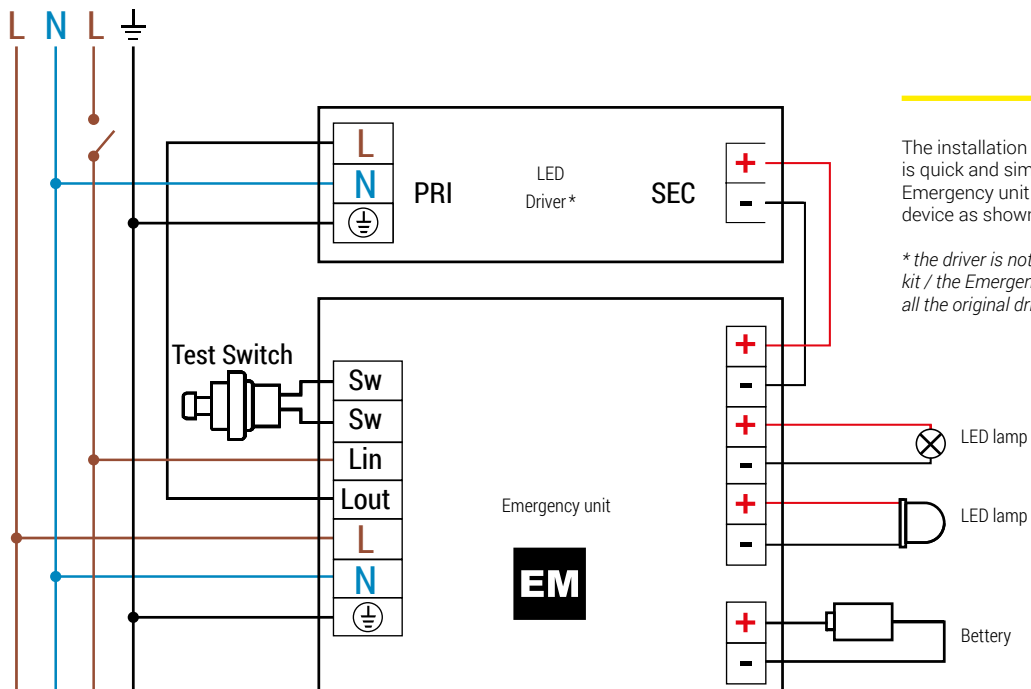 L N L
L
N
PRI
LED
Driver *
SEC
+
-
The installation
is quick and sim
Emergency unit
device as shown
* the driver is not
kit / the Emergen
all the original dri
Test Switch
Sw
Sw
Lin
Lout
L
N
Emergency unit
EM
+
-
+
-
+
-
+
-
LED lamp
LED lamp
Bettery